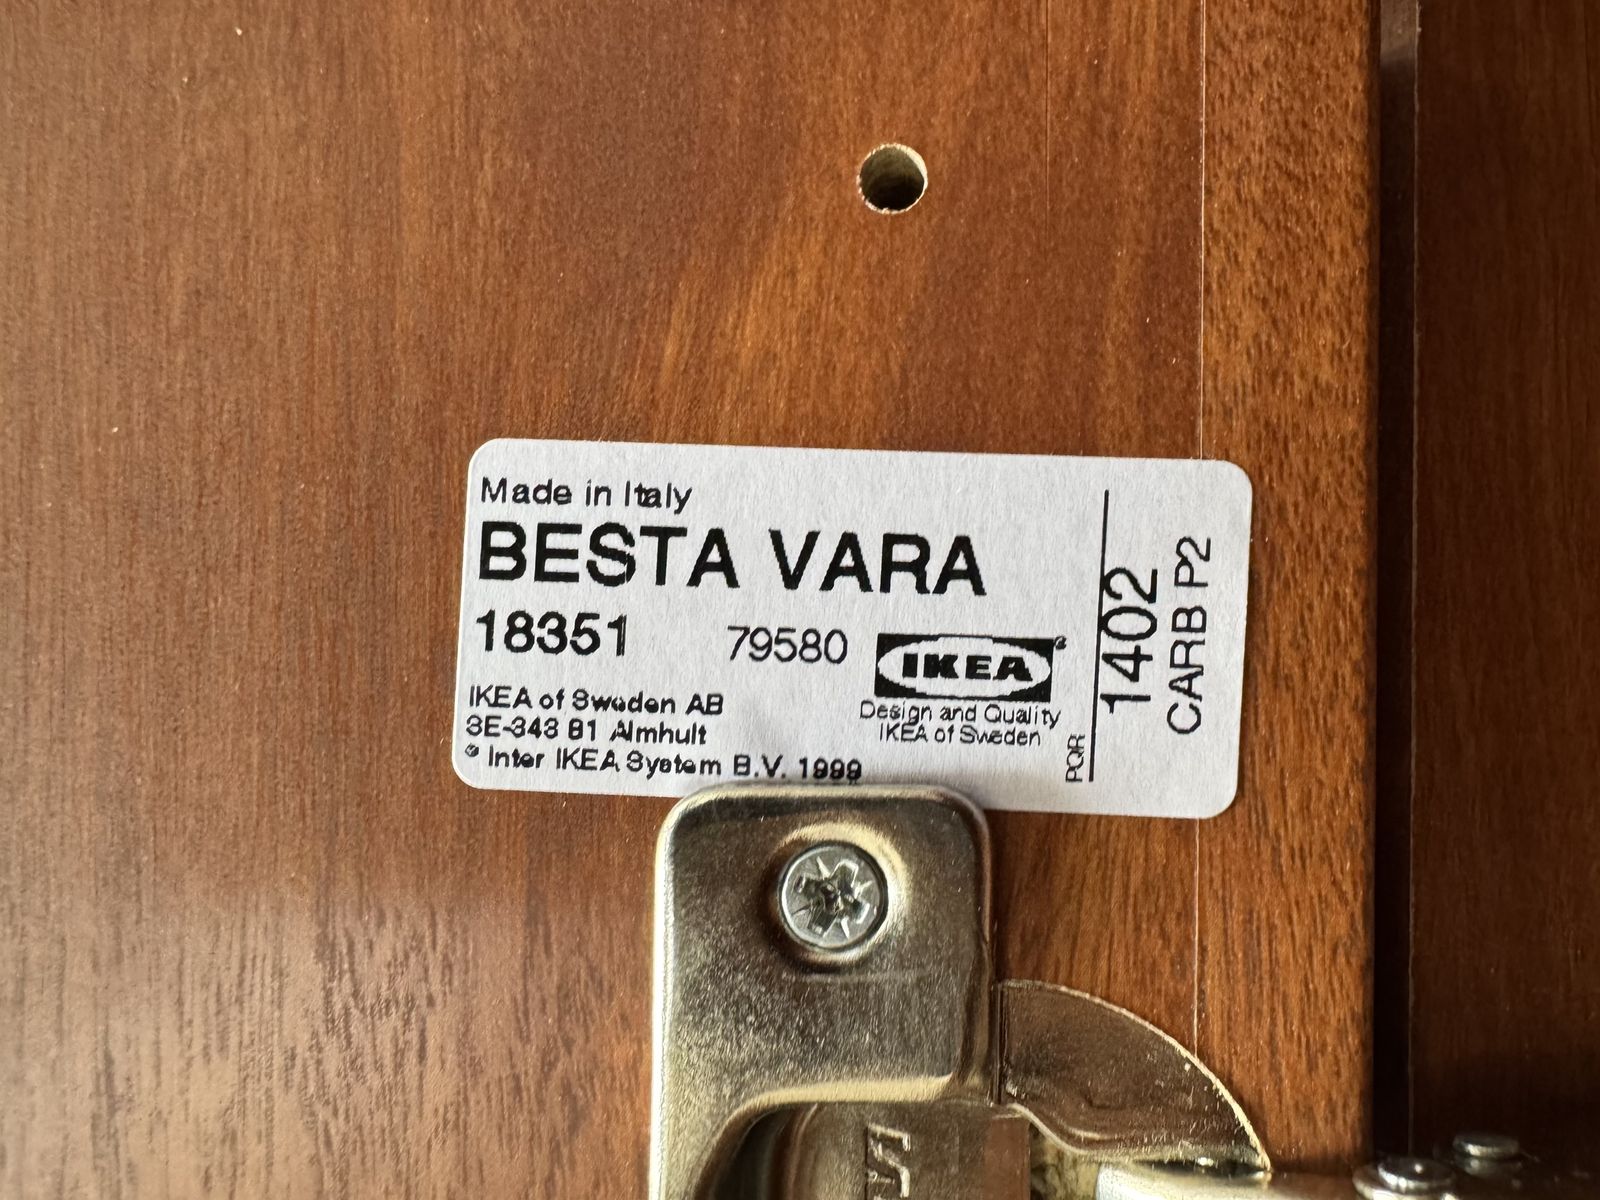 Made in Italy
BESTA VARA
18351 79580
IKEA
IKEA of Sweden AB
SE-343 81 Almhult
® Inter IKEA System B.V. 1999
Design and Quality
IKEA of Sweden
PQR
1402
CARB P2